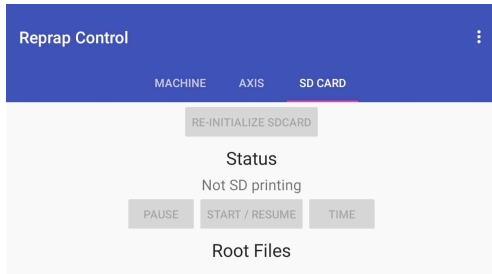 Reprap Control
MACHINE AXIS SD CARD
RE-INITIALIZE SDCARD
Status
Not SD printing
PAUSE START / RESUME TIME
Root Files